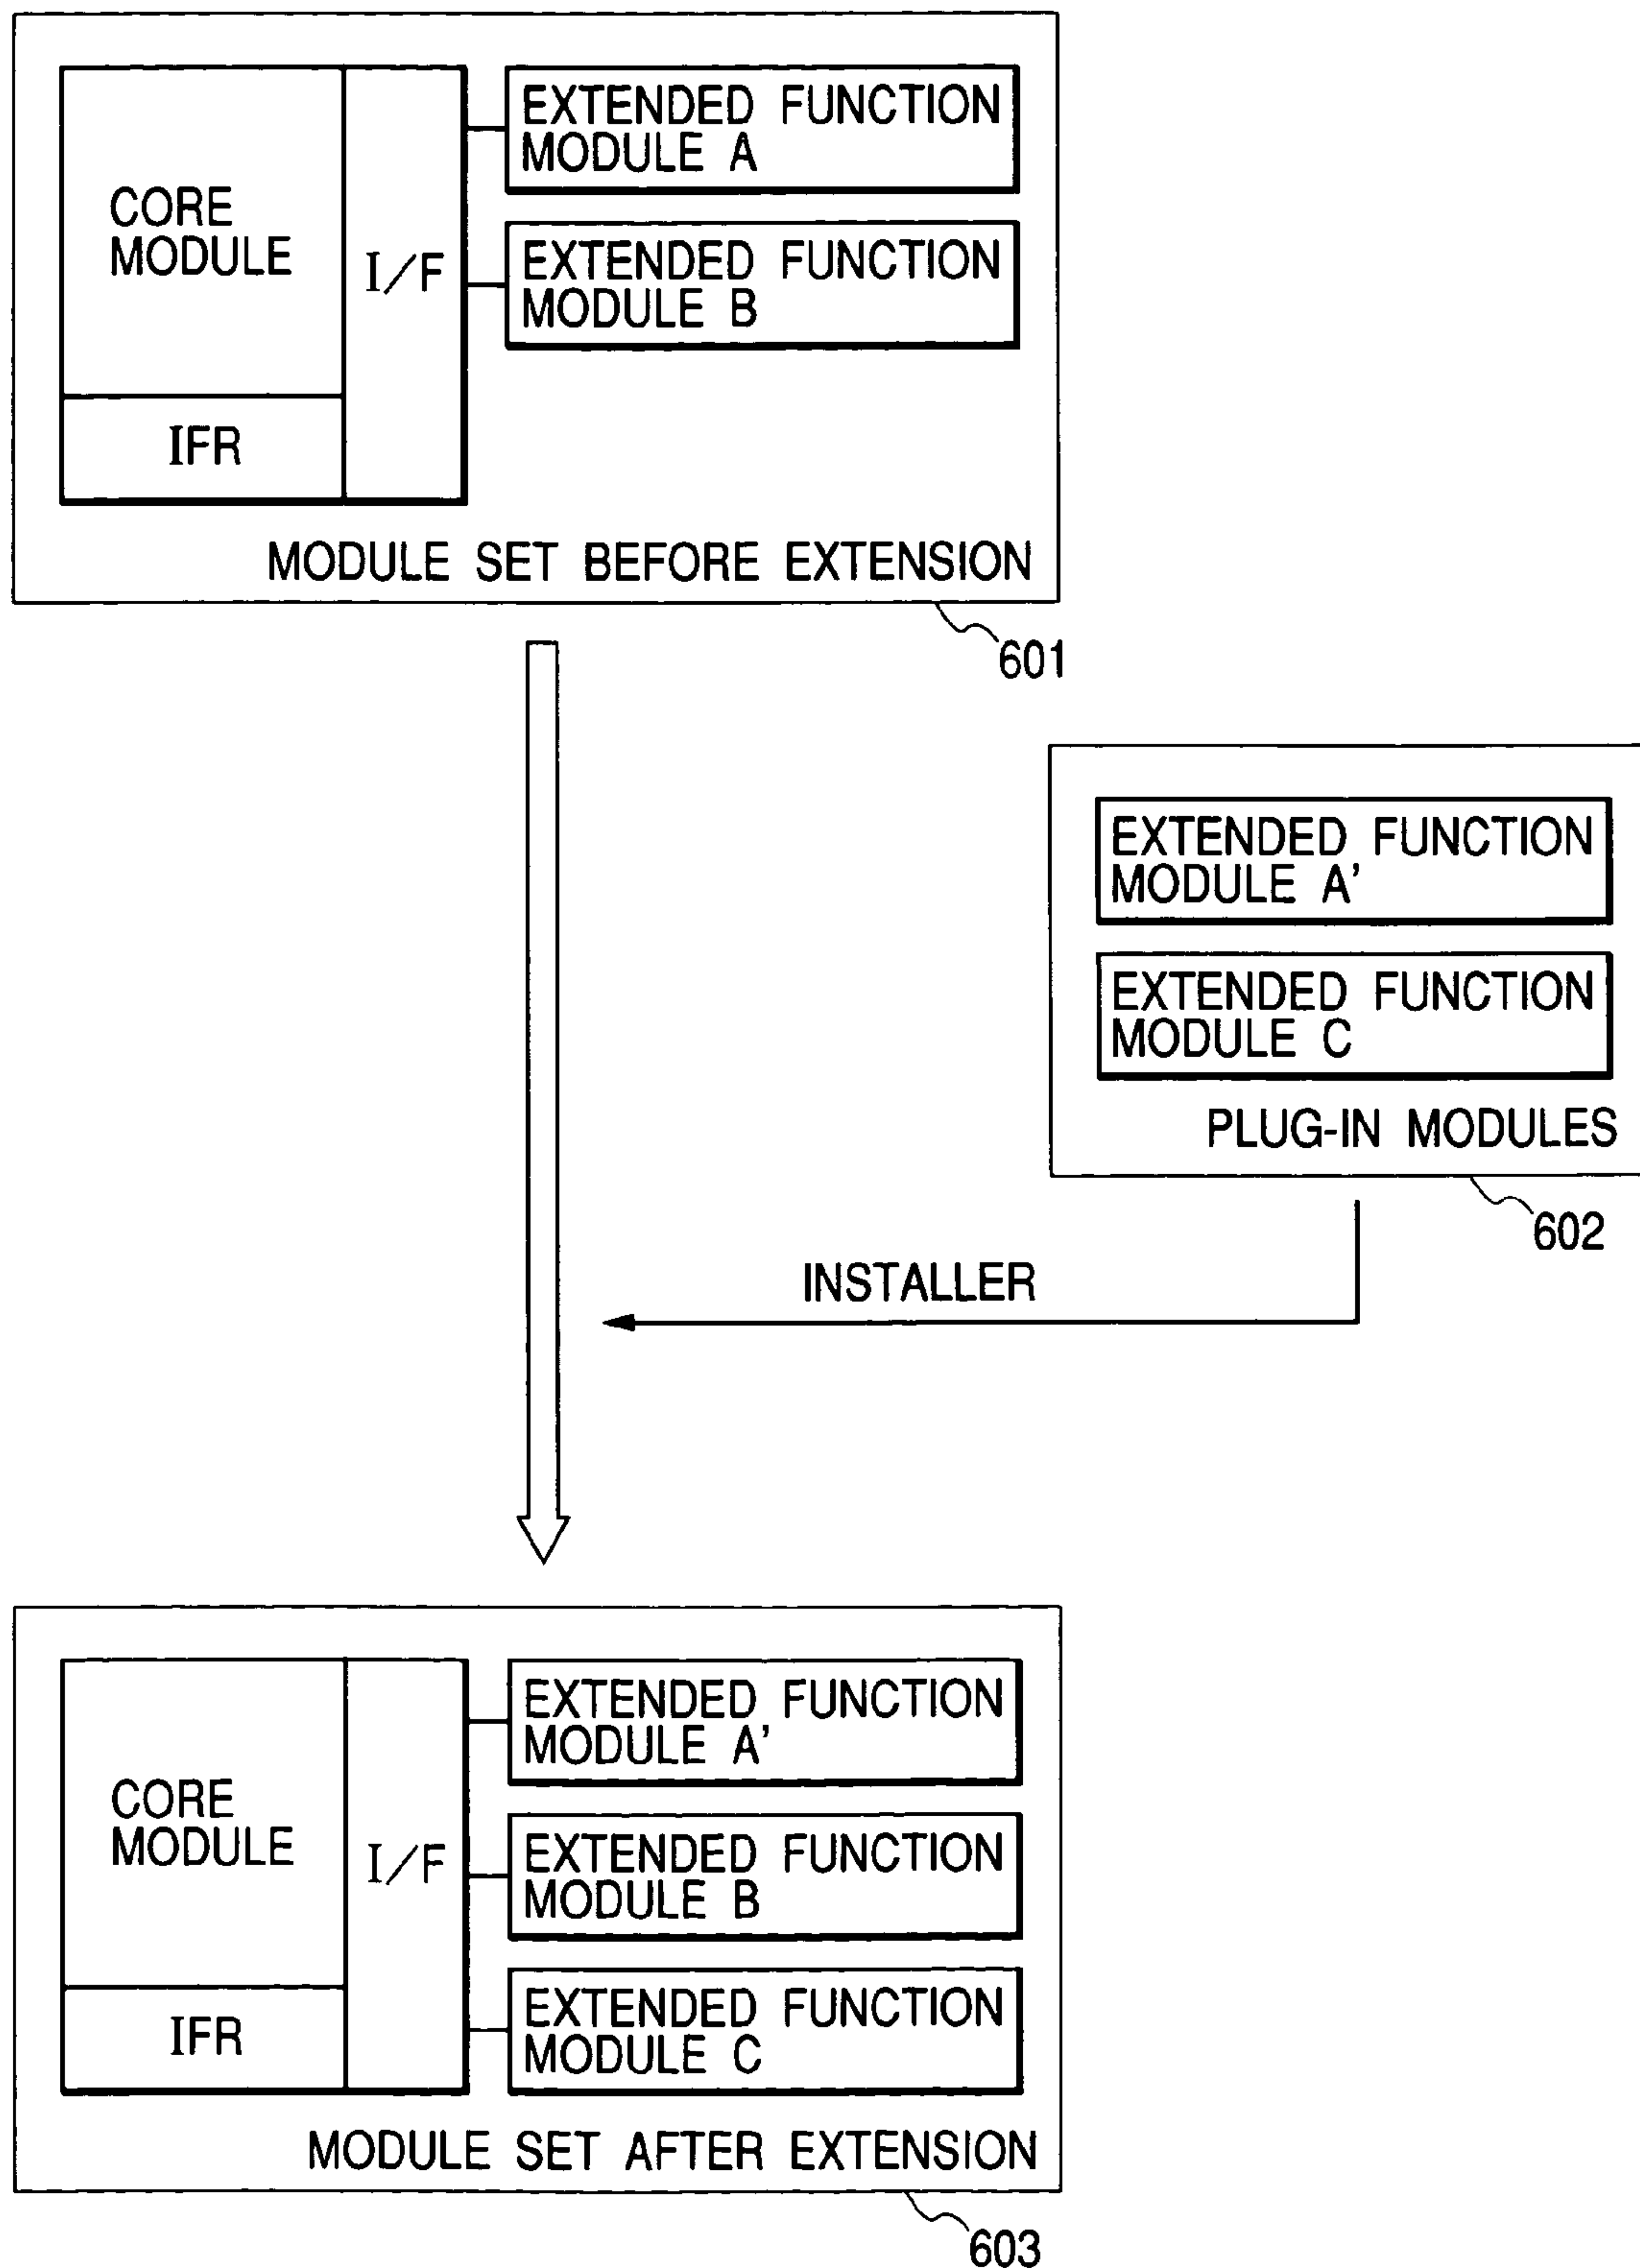 EXTENDED FUNCTION
MODULE A
CORE
MODULE
I/F
EXTENDED FUNCTION
MODULE B
IFR
MODULE SET BEFORE EXTENSION
601
EXTENDED FUNCTION
MODULE A'
EXTENDED FUNCTION
MODULE C
PLUG-IN MODULES
602
INSTALLER
EXTENDED FUNCTION
MODULE A'
CORE
MODULE
I/F
EXTENDED FUNCTION
MODULE B
IFR
EXTENDED FUNCTION
MODULE C
MODULE SET AFTER EXTENSION
603